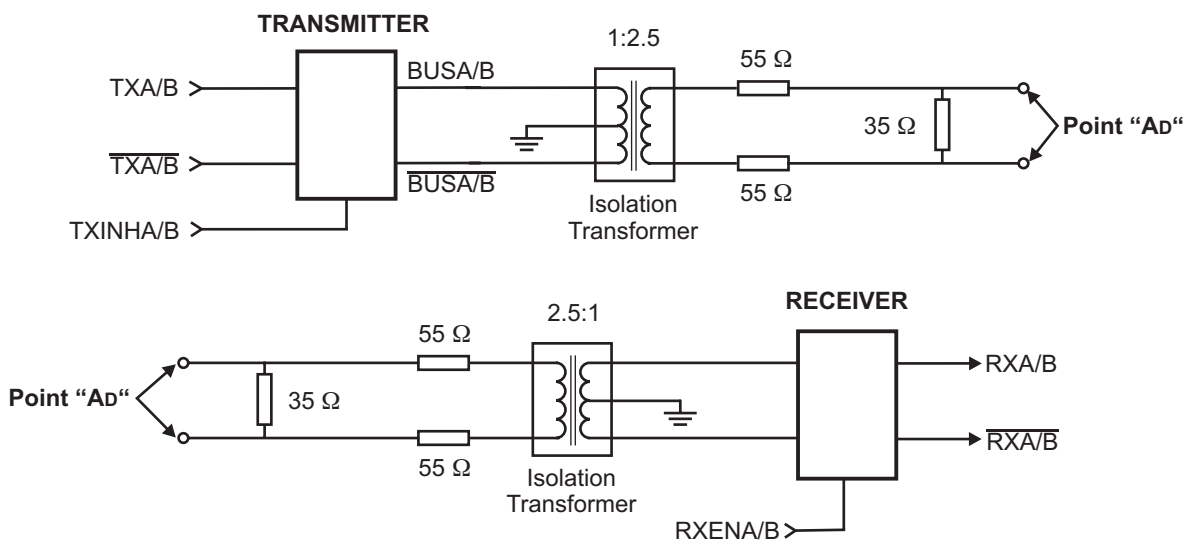 TRANSMITTER
1:2.5
55 Ω
TXA/B
BUSA/B
35 Ω
Point “AD“
TXA/B
BUSA/B
55 Ω
Isolation
Transformer
TXINHA/B
RECEIVER
2.5:1
55 Ω
RXA/B
Point “AD“
35 Ω
RXA/B
55 Ω
Isolation
Transformer
RXENA/B